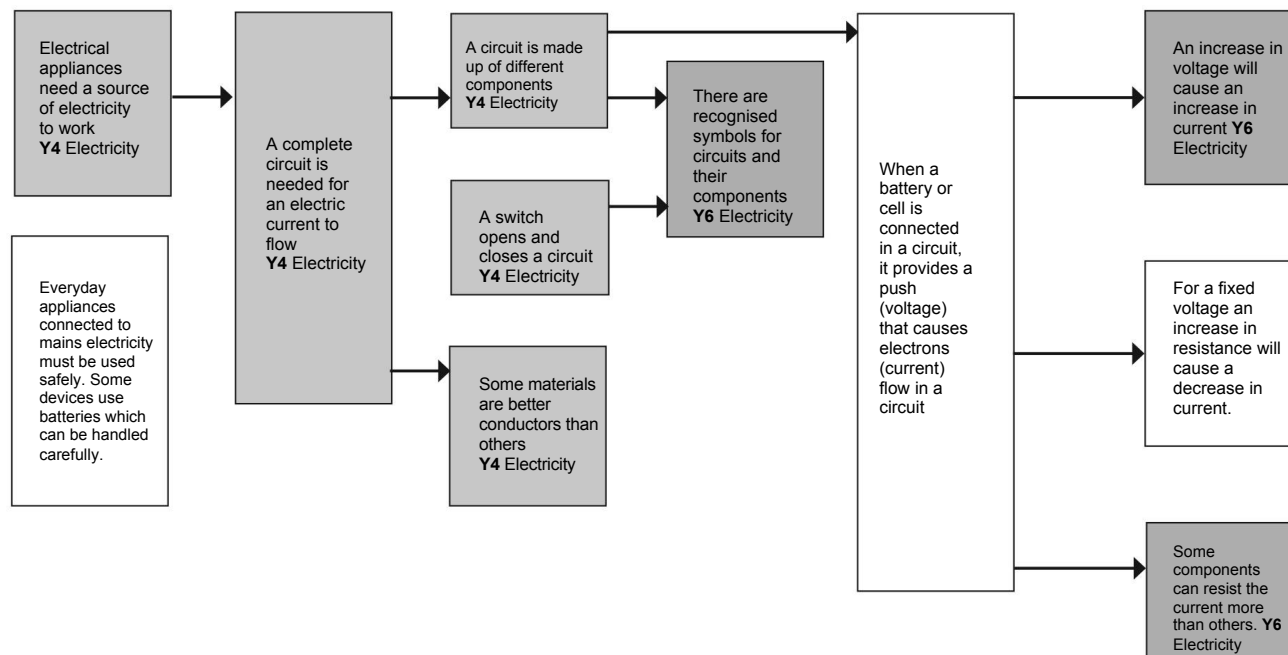 Electrical
appliances
need a source
of electricity
to work
Y4 Electricity
Everyday
appliances
connected to
mains electricity
must be used
safely. Some
devices use
batteries which
can be handled
carefully.
A complete
circuit is
needed for
an electric
current to
flow
Y4 Electricity
A circuit is made
up of different
components
Y4 Electricity
A switch
opens and
closes a circuit
Y4 Electricity
Some materials
are better
conductors than
others
Y4 Electricity
There are
recognised
symbols for
circuits and
their
components
Y6 Electricity
When a
battery or
cell is
connected
in a circuit,
it provides a
push
(voltage)
that causes
electrons
(current)
flow in a
circuit
An increase in
voltage will
cause an
increase in
current Y6
Electricity
For a fixed
voltage an
increase in
resistance will
cause a
decrease in
current.
Some
components
can resist the
current more
than others. Y6
Electricity